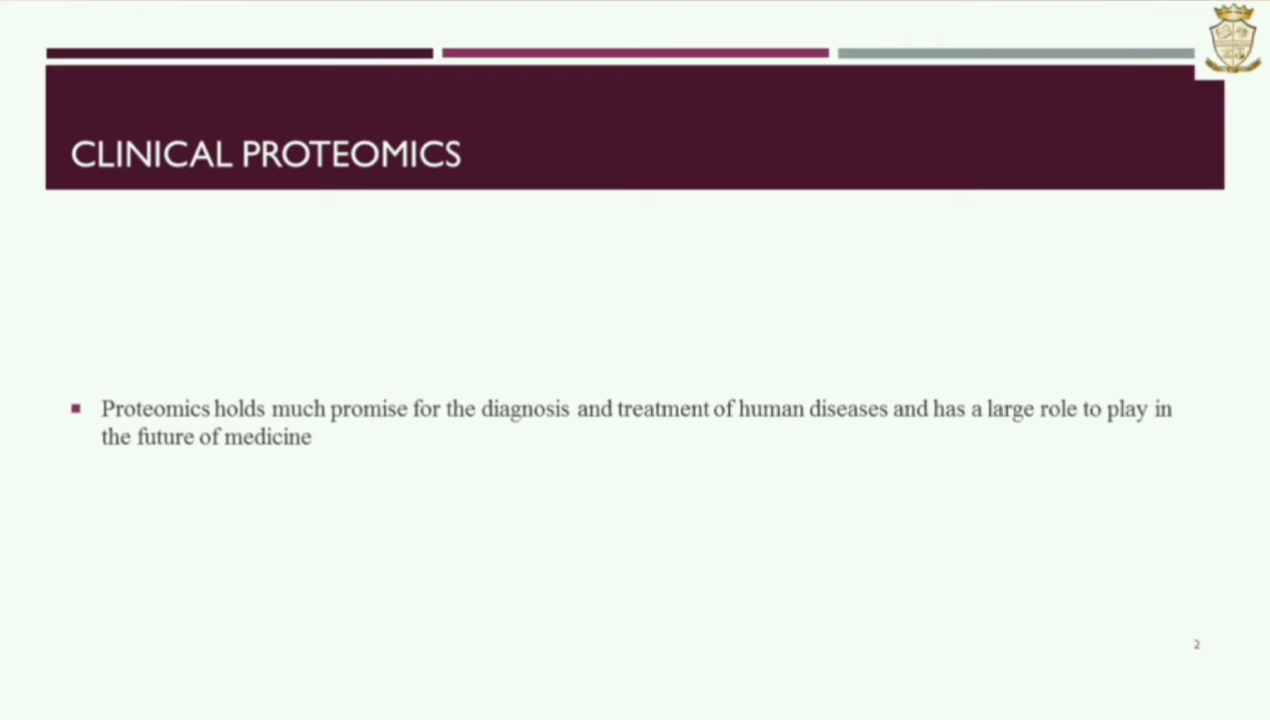 CLINICAL PROTEOMICS
Proteomics holds much promise for the diagnosis and treatment of human diseases and has a large role to play in
the future of medicine
2